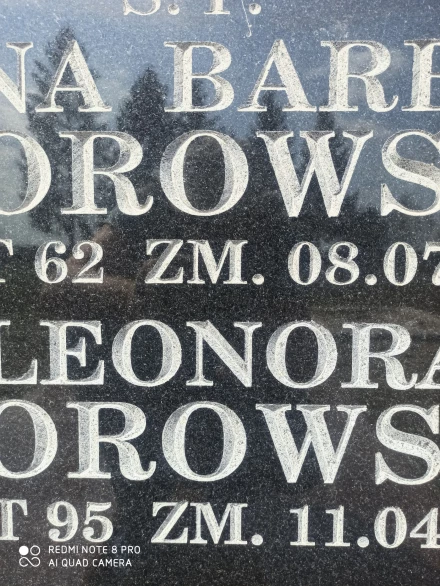 Ś. P.
NA BAR
OROWS
T 62 ZM. 08.07
LEONORA
OROWS
T 95 ZM. 11.04
REDMI NOTE 8 PRO
AI QUAD CAMERA